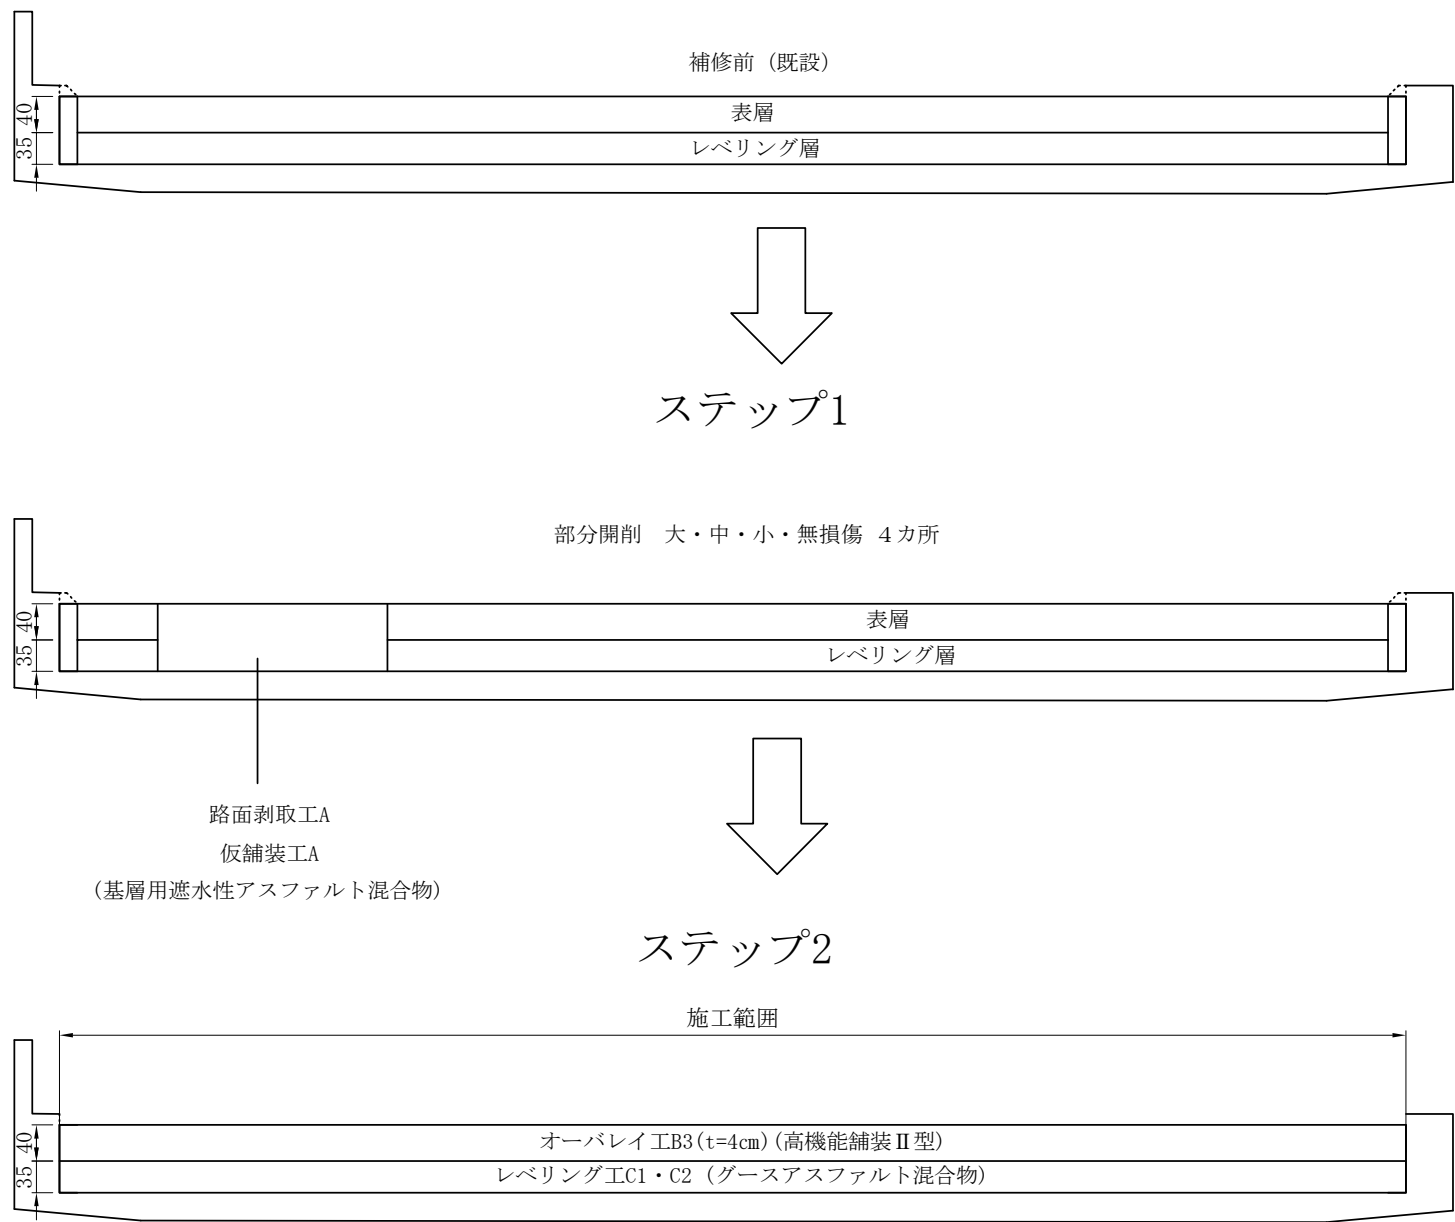 補修前（既設）
40
表層
35
レベリング層
ステップ1
部分開削　大・中・小・無損傷 ４カ所
40
表層
35
レベリング層
路面剥取工A
仮舗装工A
（基層用遮水性アスファルト混合物）
ステップ2
施工範囲
40
オーバレイ工B3(t=4cm)(高機能舗装Ⅱ型)
35
レベリング工C1・C2（グースアスファルト混合物）